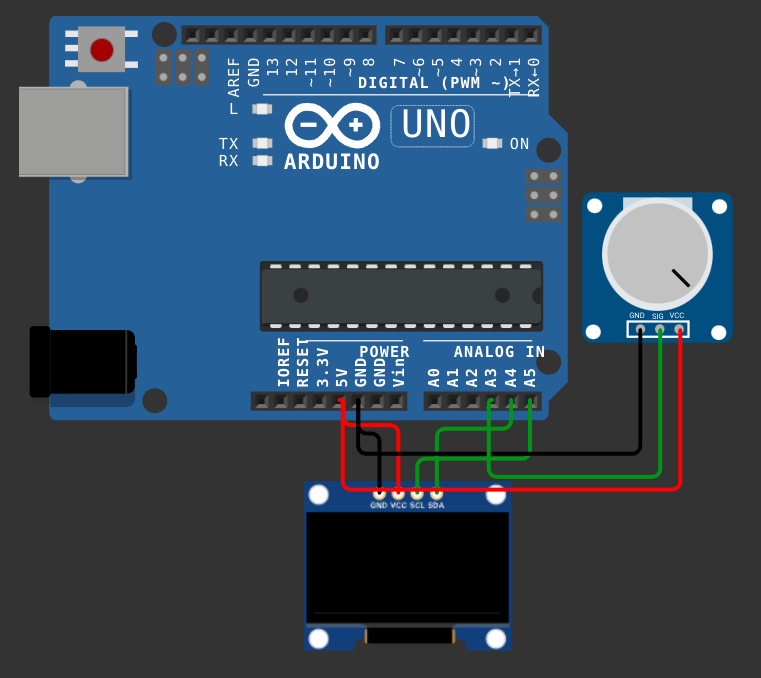 AREF
GND
13
12
~11
~10
~9
8
7
~6
~5
4
~3
2
TX→1
RX←0
DIGITAL (PWM ~)
L
TX
RX
UNO
ON
ARDUINO
GND SIG VCC
IOREF
RESET
3.3V
5V
GND
GND
Vin
POWER
ANALOG IN
A0
A1
A2
A3
A4
A5
GND VCC SCL SDA